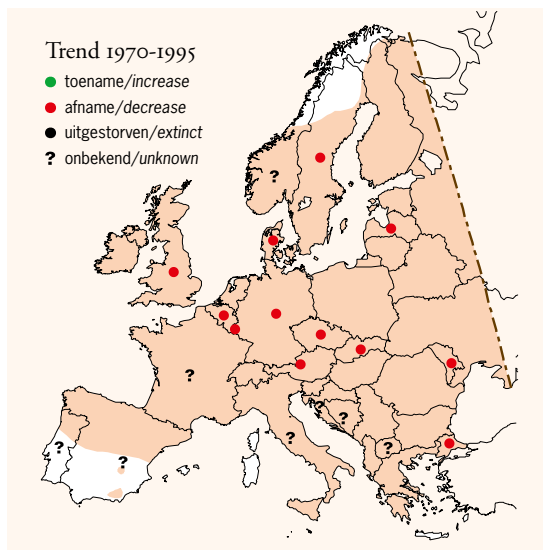 Trend 1970-1995
toename/increase
afname/decrease
uitgestorven/extinct
? onbekend/unknown
?
?
?
?
?
?
?
?